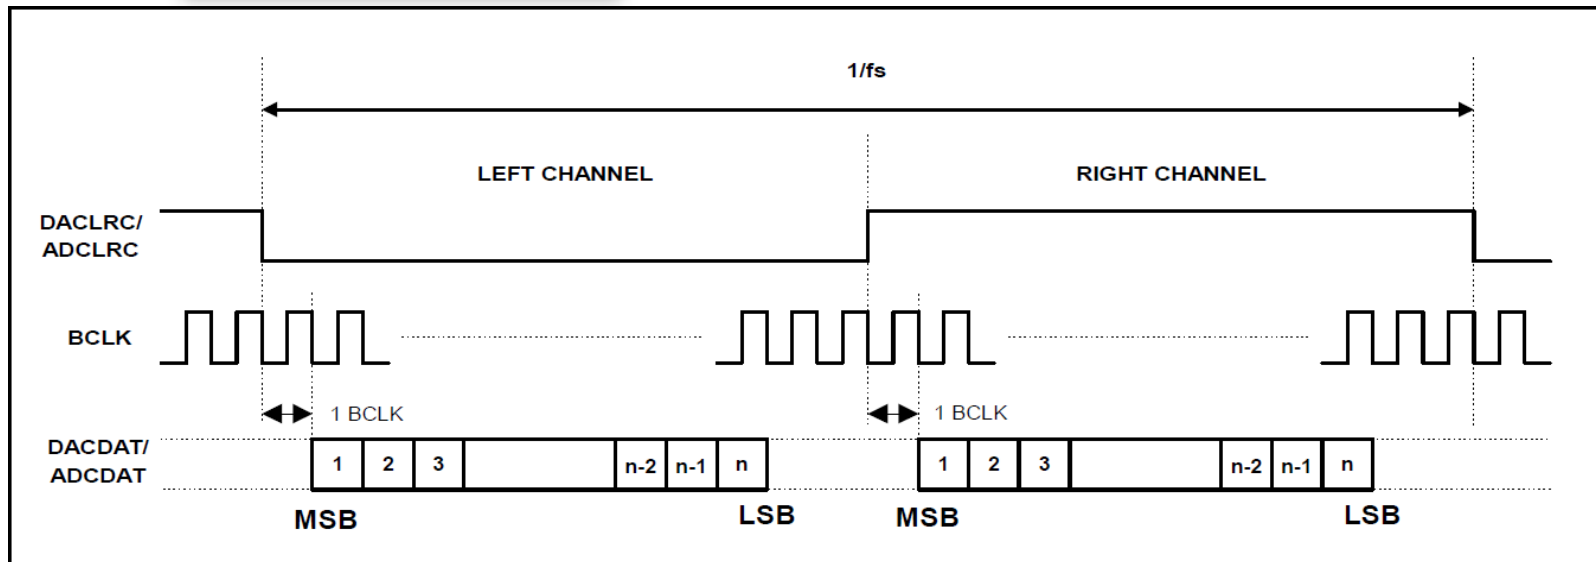 1/fs
LEFT CHANNEL
RIGHT CHANNEL
DACLRC/
ADCLRC
BCLK
1 BCLK
1 BCLK
DACDAT/
ADCDAT
1 2 3 n-2 n-1 n
1 2 3 n-2 n-1 n
MSB
LSB
MSB
LSB